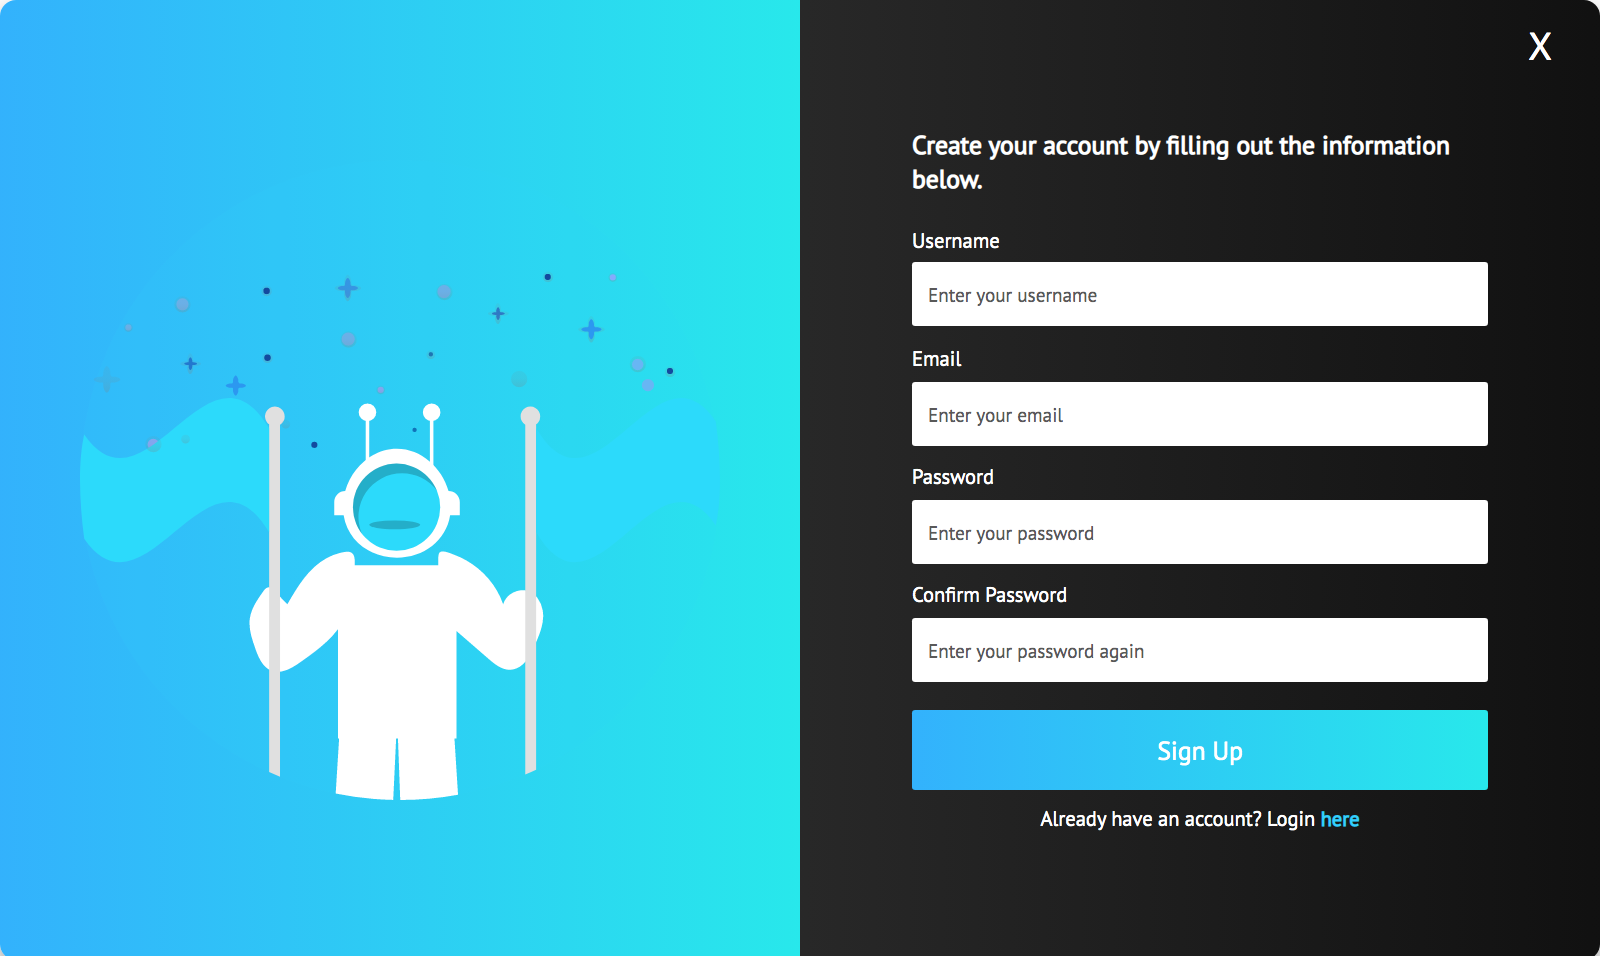 X
Create your account by filling out the information
below.
Username
Enter your username
Email
Enter your email
Password
Enter your password
Confirm Password
Enter your password again
Sign Up
Already have an account? Login here